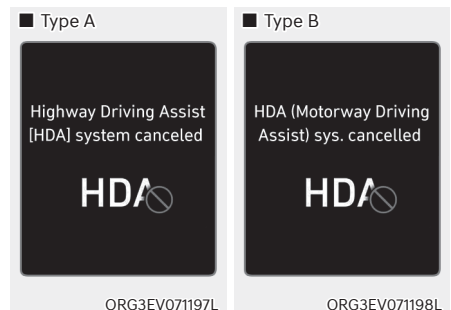 ■ Type A
Highway Driving Assist
[HDA] system canceled
HDA
ORG3EV071197L
■ Type B
HDA (Motorway Driving
Assist) sys. cancelled
HDA
ORG3EV071198L